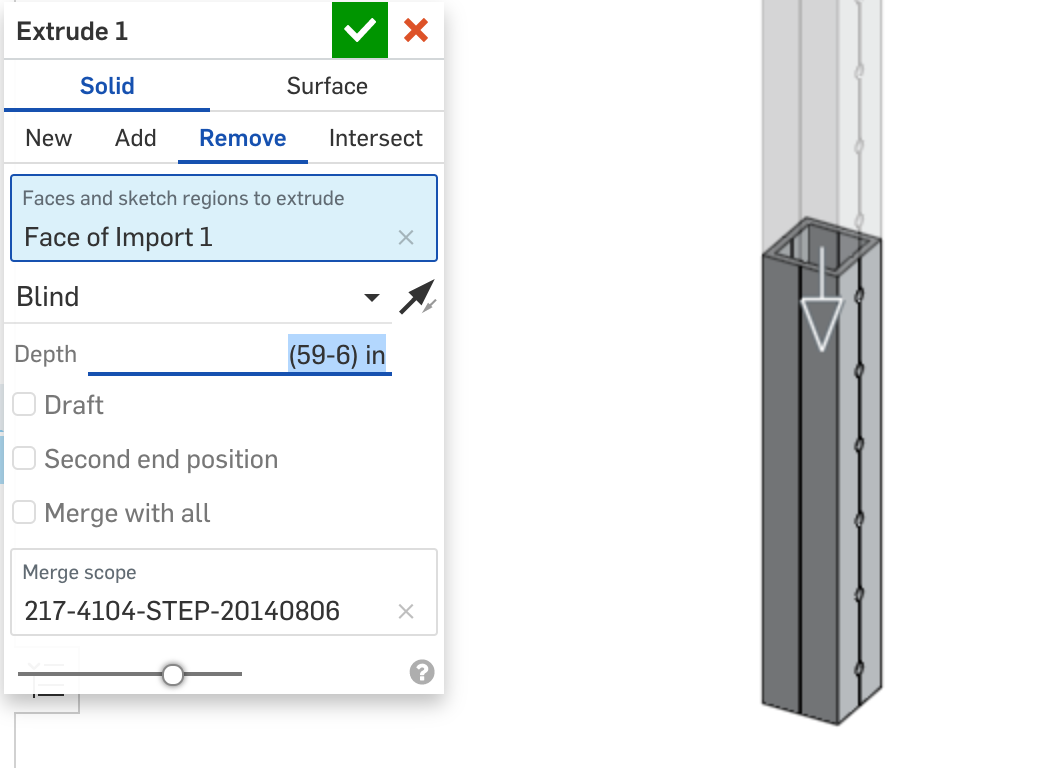 Extrude 1
Solid Surface
New Add Remove Intersect
Faces and sketch regions to extrude
Face of Import 1
Blind
Depth (59-6) in
Draft
Second end position
Merge with all
Merge scope
217-4104-STEP-20140806
?